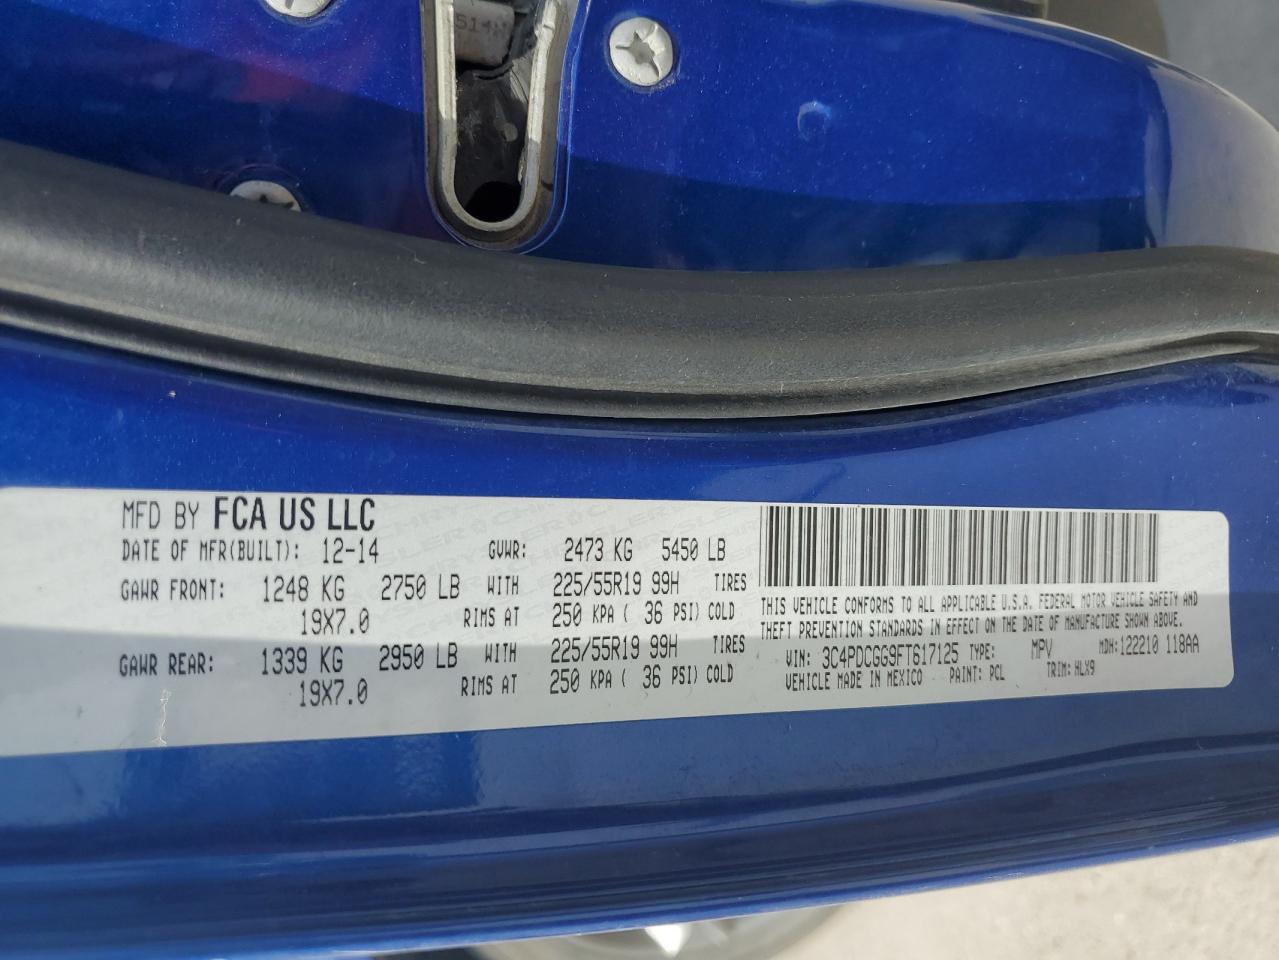 S14
MFD BY FCA US LLC
DATE OF MFR(BUILT): 12-14 GVWR: 2473 KG 5450 LB
GAWR FRONT: 1248 KG 2750 LB WITH 225/55R19 99H TIRES
19X7.0 RIMS AT 250 KPA ( 36 PSI) COLD
GAWR REAR: 1339 KG 2950 LB WITH 225/55R19 99H TIRES
19X7.0 RIMS AT 250 KPA ( 36 PSI) COLD
THIS VEHICLE CONFORMS TO ALL APPLICABLE U.S.A. FEDERAL MOTOR VEHICLE SAFETY AND
THEFT PREVENTION STANDARDS IN EFFECT ON THE DATE OF MANUFACTURE SHOWN ABOVE.
VIN: 3C4PDCGG9FT617125 TYPE: MPV MDH:122210 118AA
VEHICLE MADE IN MEXICO PAINT: PCL TRIM: HLX9